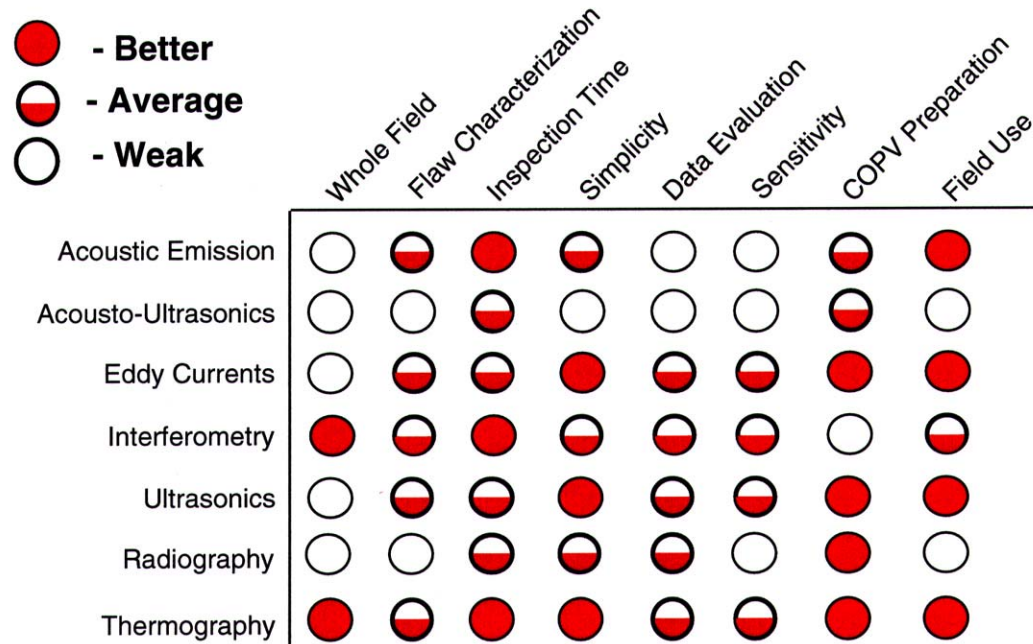 - Better
- Average
- Weak
Whole Field
Flaw Characterization
Inspection Time
Simplicity
Data Evaluation
Sensitivity
COPV Preparation
Field Use
Acoustic Emission
Acousto-Ultrasonics
Eddy Currents
Interferometry
Ultrasonics
Radiography
Thermography